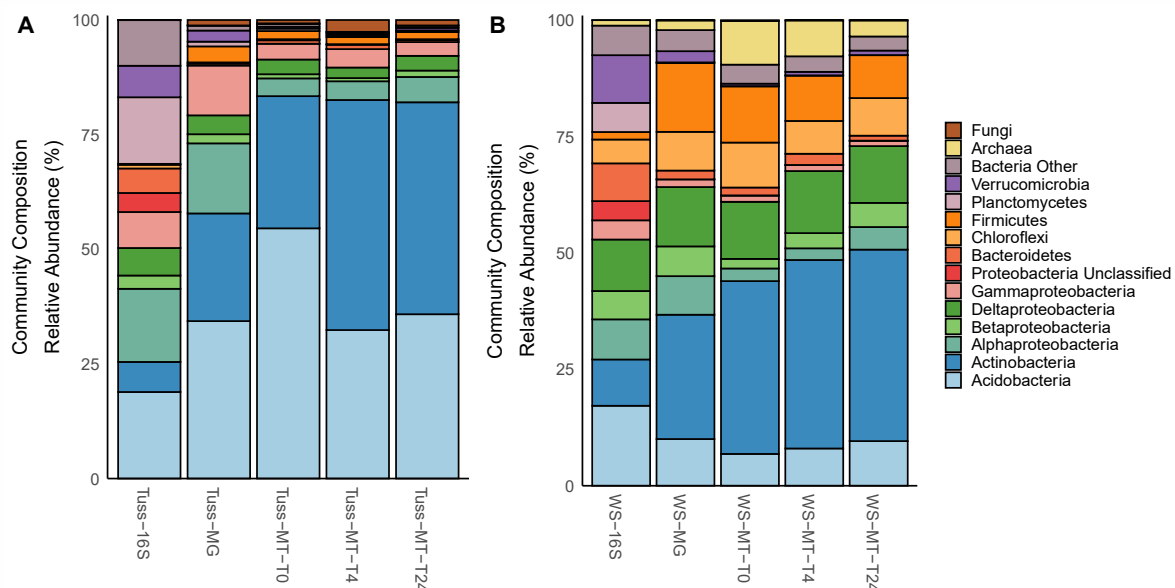 A
Community Composition
Relative Abundance (%)
100
75
50
25
0
Tuss−16S
Tuss−MG
Tuss−MT−T0
Tuss−MT−T4
Tuss−MT−T24
B
Community Composition
Relative Abundance (%)
100
75
50
25
0
WS−16S
WS−MG
WS−MT−T0
WS−MT−T4
WS−MT−T24
Fungi
Archaea
Bacteria Other
Verrucomicrobia
Planctomycetes
Firmicutes
Chloroflexi
Bacteroidetes
Proteobacteria Unclassified
Gammaproteobacteria
Deltaproteobacteria
Betaproteobacteria
Alphaproteobacteria
Actinobacteria
Acidobacteria